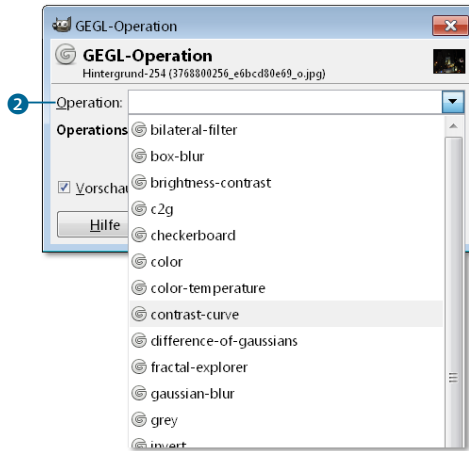 GEGL-Operation
GEGL-Operation
Hintergrund-254 (3768800256_e6bcd80e69_o.jpg)
2
Operation:
Operations
bilateral-filter
box-blur
brightness-contrast
c2g
checkerboard
color
color-temperature
contrast-curve
difference-of-gaussians
fractal-explorer
gaussian-blur
grey
invert
Vorschau
Hilfe